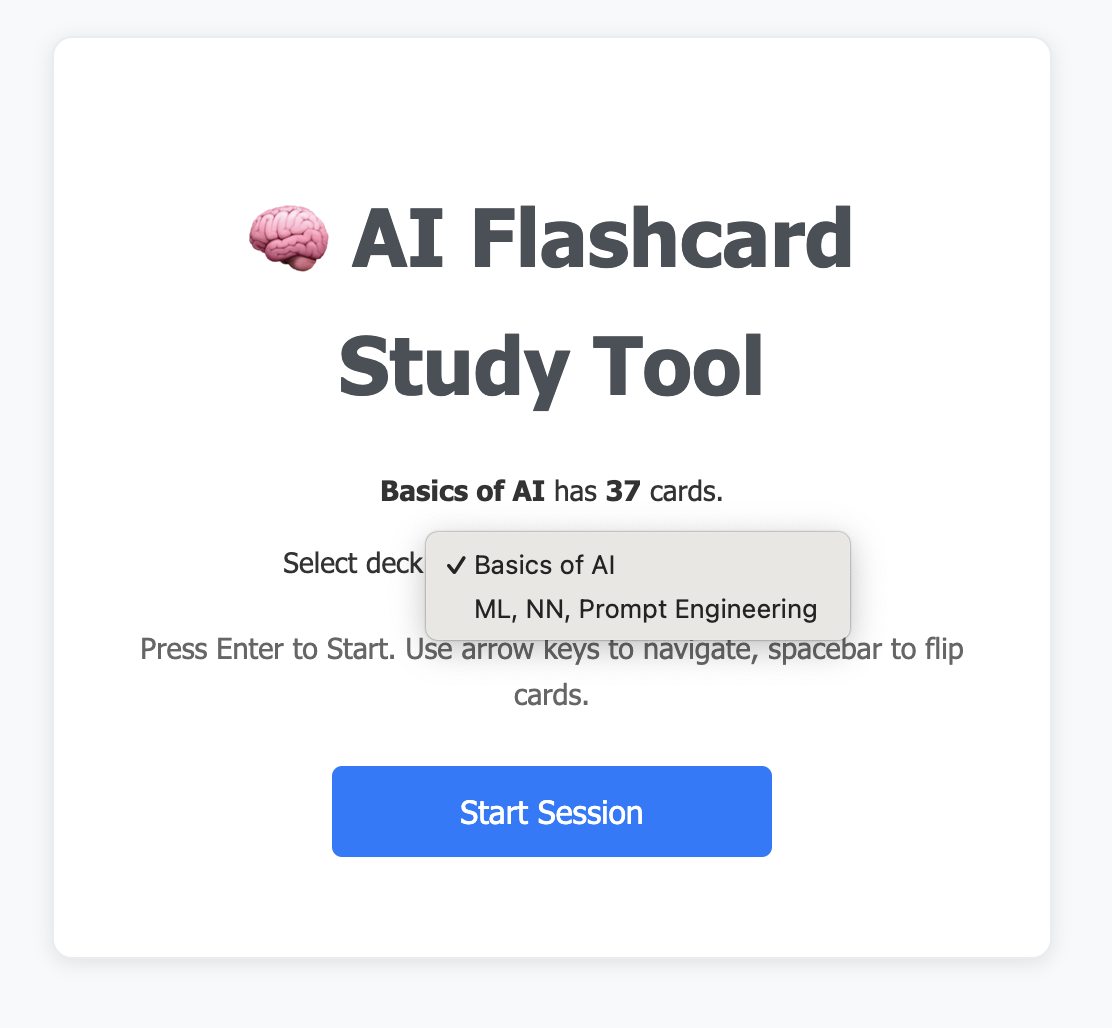 AI Flashcard
Study Tool
Basics of AI has 37 cards.
Select deck
✓ Basics of AI
ML, NN, Prompt Engineering
Press Enter to Start. Use arrow keys to navigate, spacebar to flip
cards.
Start Session